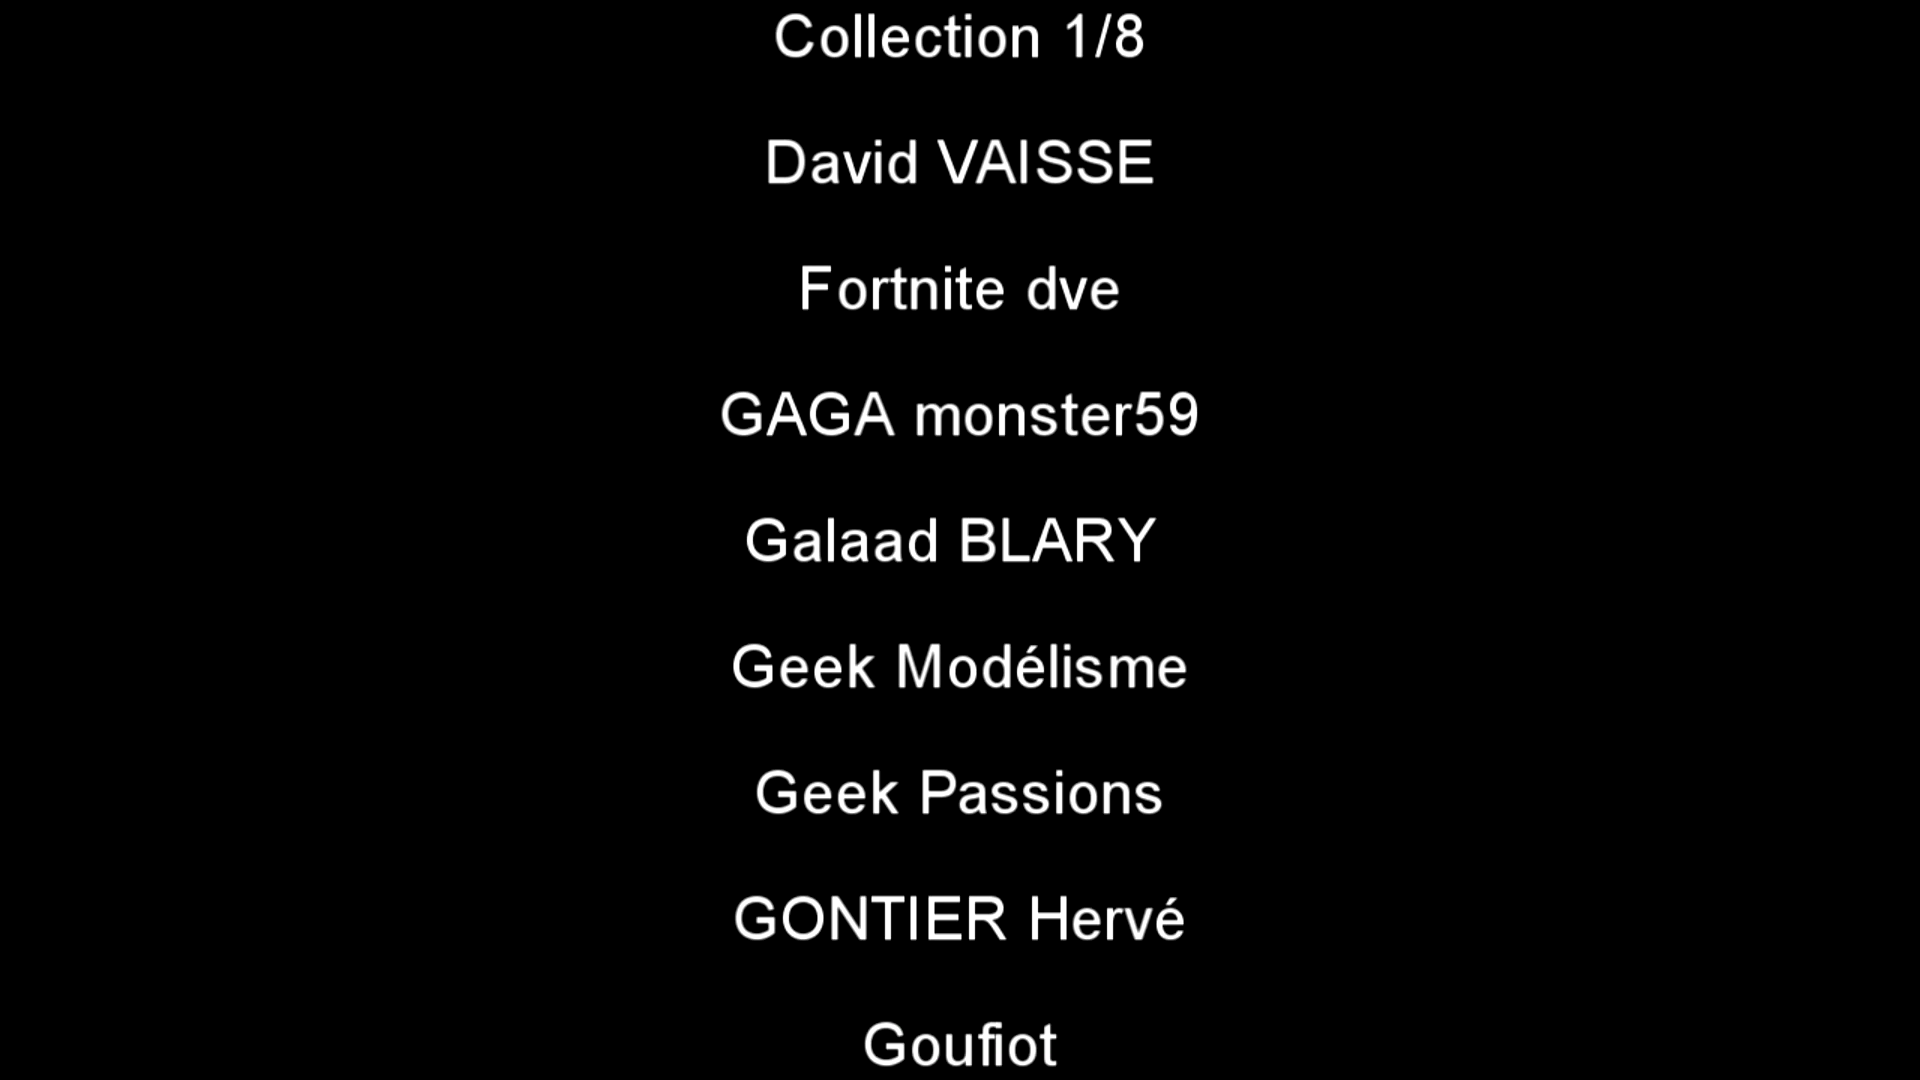 Collection 1/8
David VAISSE
Fortnite dve
GAGA monster59
Galaad BLARY
Geek Modélisme
Geek Passions
GONTIER Hervé
Goufiot